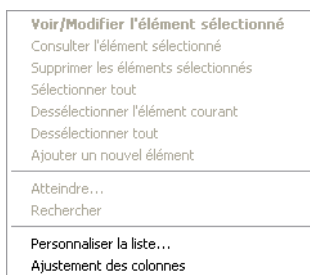 Voir/Modifier l'élément sélectionné
Consulter l'élément sélectionné
Supprimer les éléments sélectionnés
Sélectionner tout
Dessélectionner l'élément courant
Dessélectionner tout
Ajouter un nouvel élément
Atteindre...
Rechercher
Personnaliser la liste...
Ajustement des colonnes